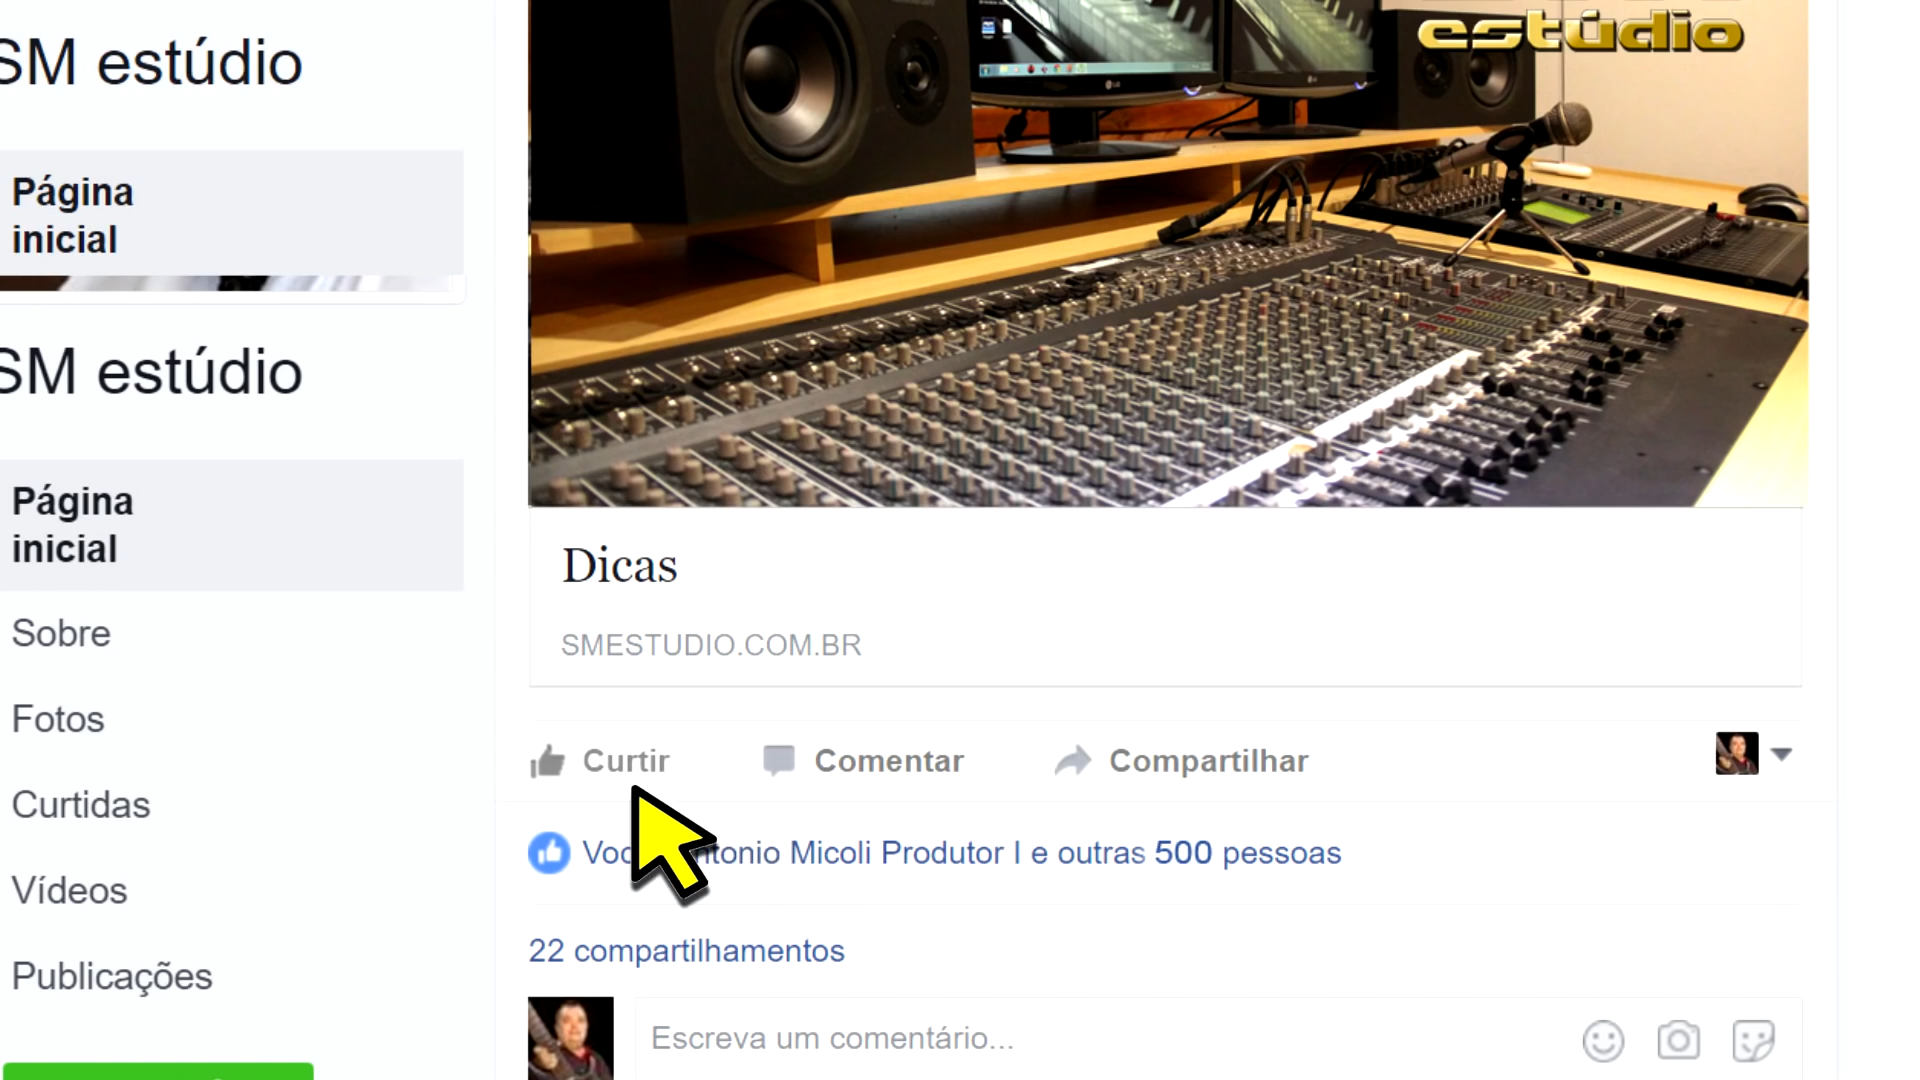 SM estúdio
Página
inicial
SM estúdio
Página
inicial
Sobre
Fotos
Curtidas
Vídeos
Publicações
estúdio
Dicas
SMESTUDIO.COM.BR
Curtir
Comentar
Compartilhar
Micoli Produtor I e outras 500 pessoas
22 compartilhamentos
Escreva um comentário...